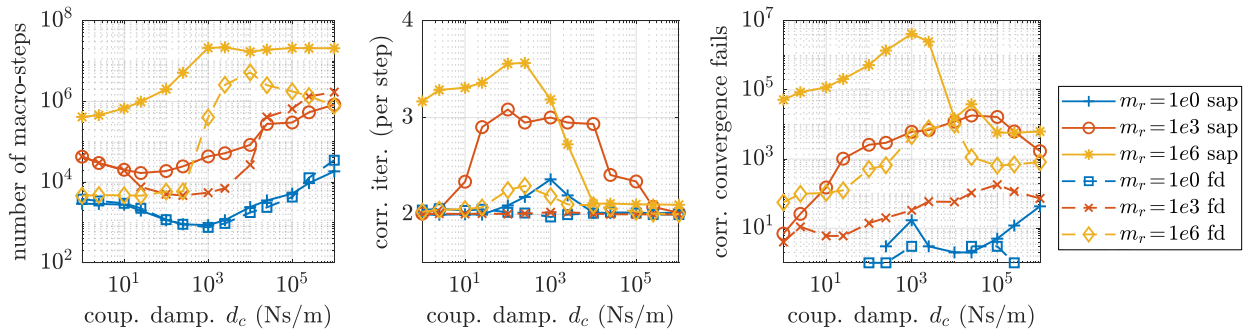 number of macro-steps
10^8
10^6
10^4
10^2
10^1
10^3
10^5
coup. damp. d_c (Ns/m)
corr. iter. (per step)
4
3
2
10^1
10^3
10^5
coup. damp. d_c (Ns/m)
corr. convergence fails
10^7
10^5
10^3
10^1
10^1
10^3
10^5
coup. damp. d_c (Ns/m)
m_r = 1e0 sap
m_r = 1e3 sap
m_r = 1e6 sap
m_r = 1e0 fd
m_r = 1e3 fd
m_r = 1e6 fd